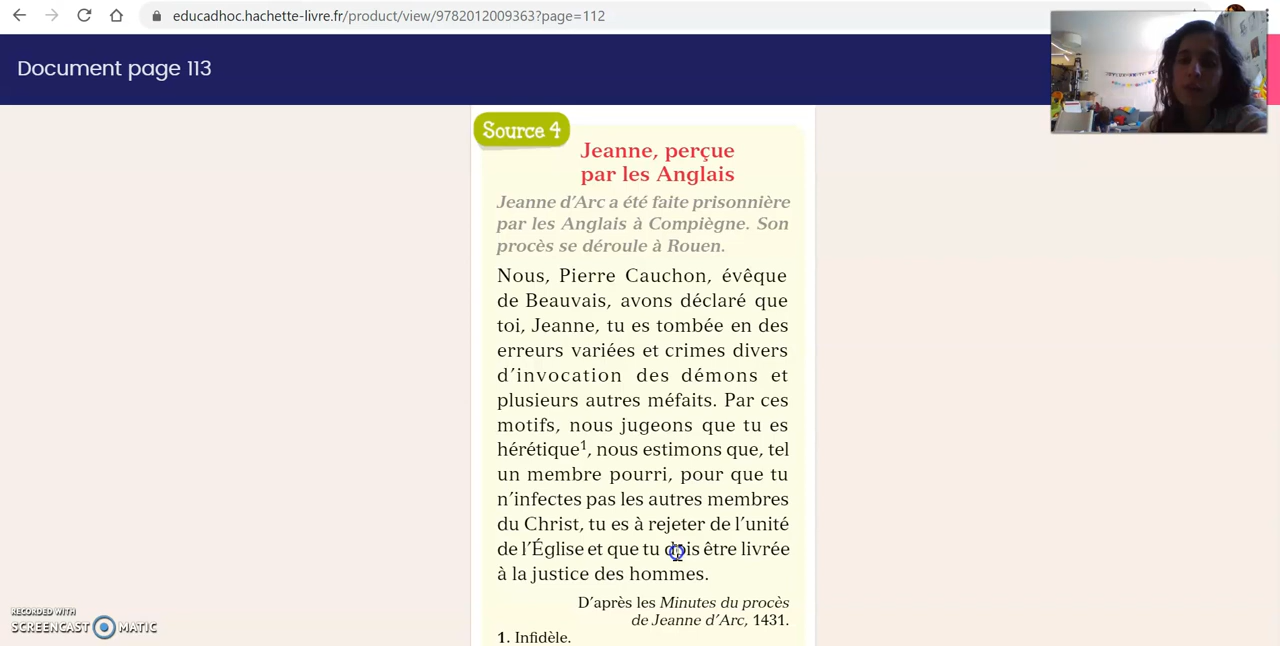 educadhoc.hachette-livre.fr/product/view/9782012009363?page=112
Document page 113
Source 4
Jeanne, perçue
par les Anglais
Jeanne d'Arc a été faite prisonnière
par les Anglais à Compiègne. Son
procès se déroule à Rouen.
Nous, Pierre Cauchon, évêque
de Beauvais, avons déclaré que
toi, Jeanne, tu es tombée en des
erreurs variées et crimes divers
d'invocation des démons et
plusieurs autres méfaits. Par ces
motifs, nous jugeons que tu es
hérétique¹, nous estimons que, tel
un membre pourri, pour que tu
n'infectes pas les autres membres
du Christ, tu es à rejeter de l'unité
de l'Église et que tu dois être livrée
à la justice des hommes.
D'après les Minutes du procès
de Jeanne d'Arc, 1431.
1. Infidèle.
RECORDED WITH
SCREENCAST MATIC